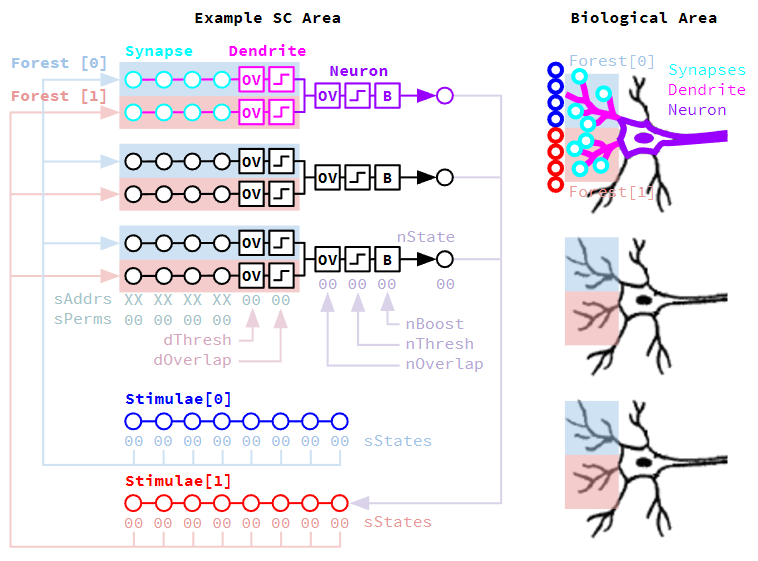 Example SC Area
Biological Area
Synapse Dendrite
Neuron
Forest [0]
Forest [1]
OV
OV
OV B
OV
OV
OV B
OV
OV
OV B
nState
sAddrs XX XX XX XX 00 00
00 00 00 00
sPerms 00 00 00 00
dThresh
dOverlap
nBoost
nThresh
nOverlap
Stimulae[0]
00 00 00 00 00 00 00 00 sStates
Stimulae[1]
00 00 00 00 00 00 00 00 sStates
Forest[0]
Synapses
Dendrite
Neuron
Forest[1]